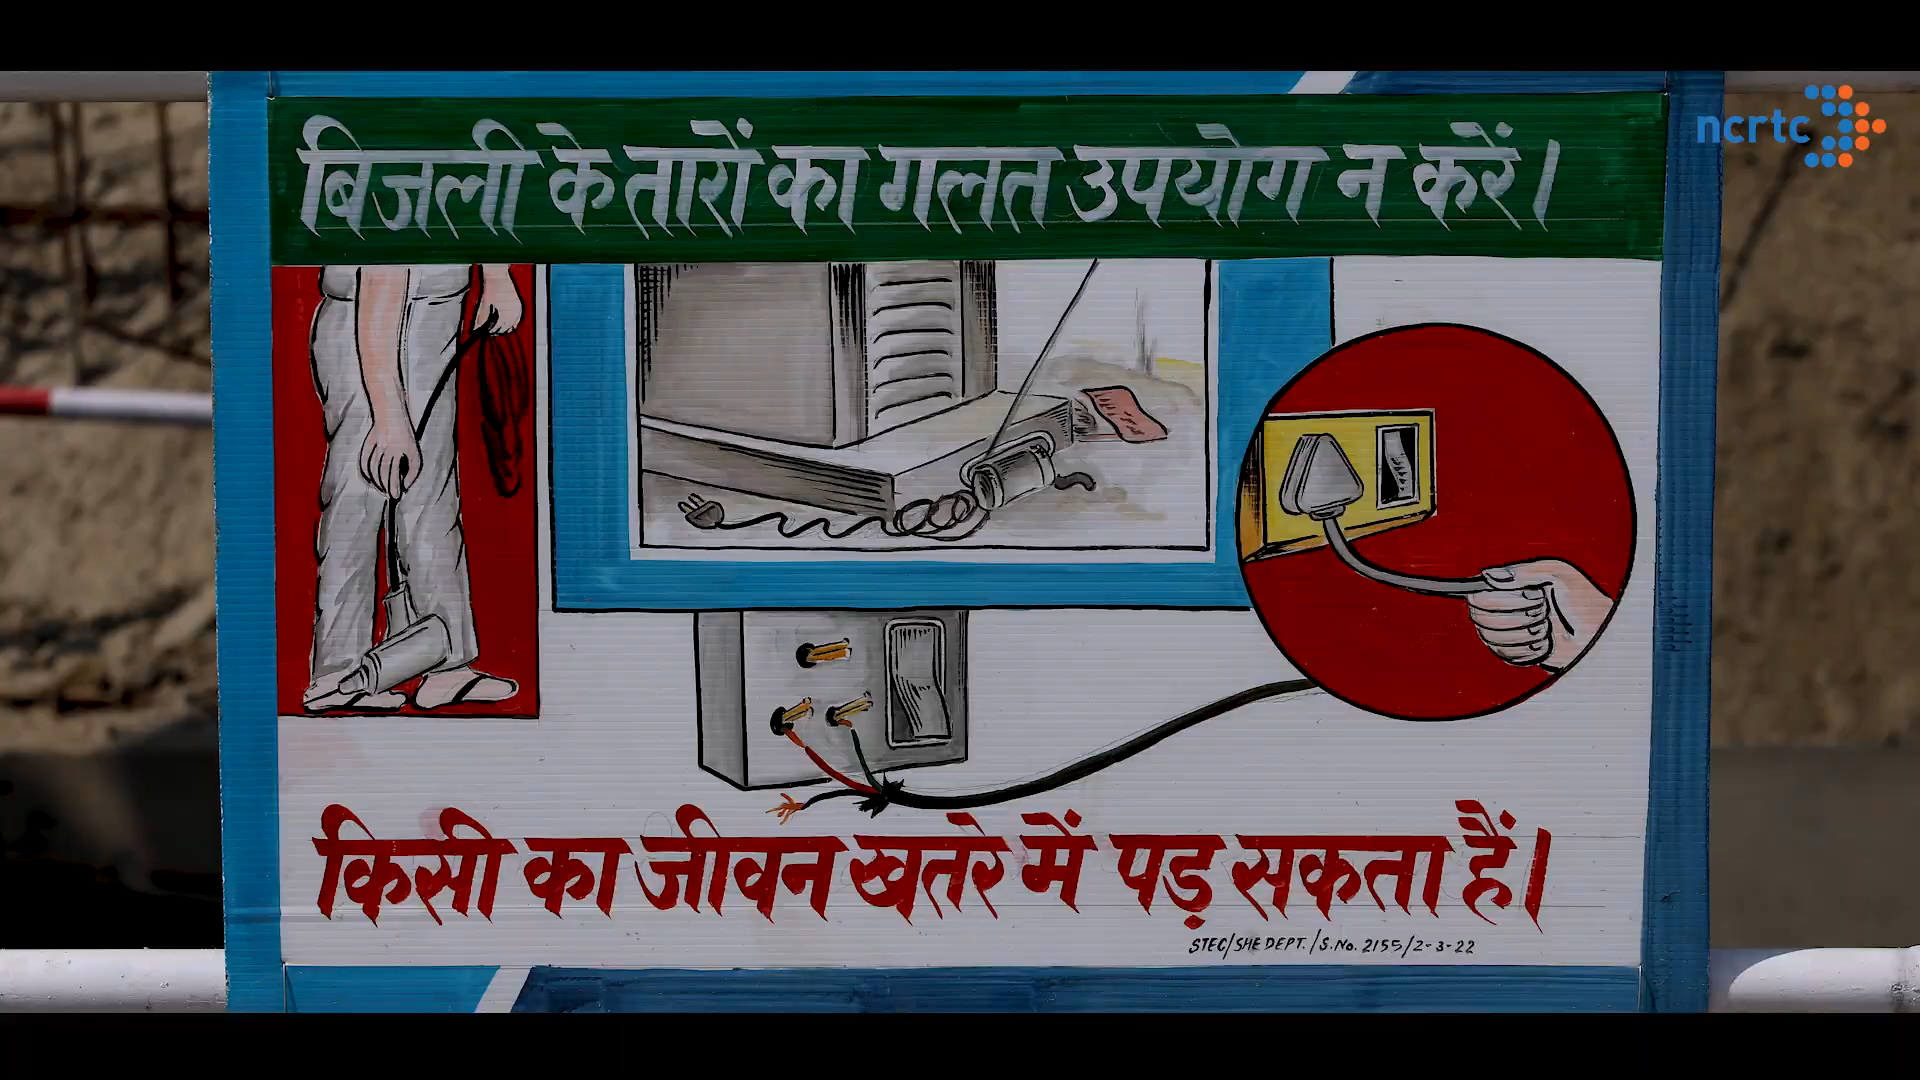 ncrtc
बिजली के तारों का गलत उपयोग न करें।
किसी का जीवन खतरे में पड़ सकता हैं।
STEC/SHE DEPT. /S.No. 2155/2-3-22